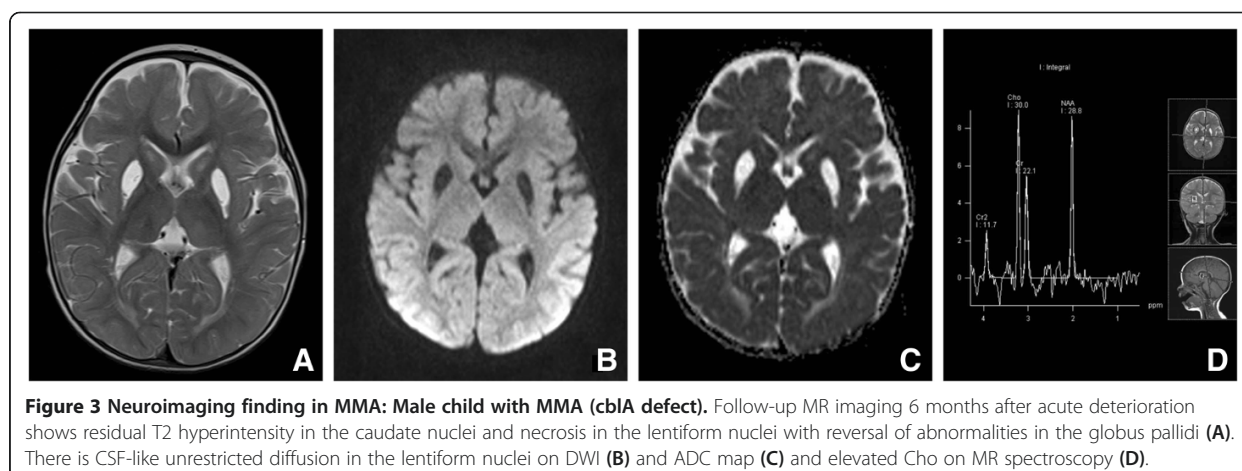 A
B
C
I : Integral
Cho
I : 30.0
NAA
I : 28.8
Cr
I : 22.1
Cr2
I : 11.7
8
6
4
2
0
4
3
2
1
ppm
D
Figure 3 Neuroimaging finding in MMA: Male child with MMA (cblA defect). Follow-up MR imaging 6 months after acute deterioration
shows residual T2 hyperintensity in the caudate nuclei and necrosis in the lentiform nuclei with reversal of abnormalities in the globus pallidi (A).
There is CSF-like unrestricted diffusion in the lentiform nuclei on DWI (B) and ADC map (C) and elevated Cho on MR spectroscopy (D).